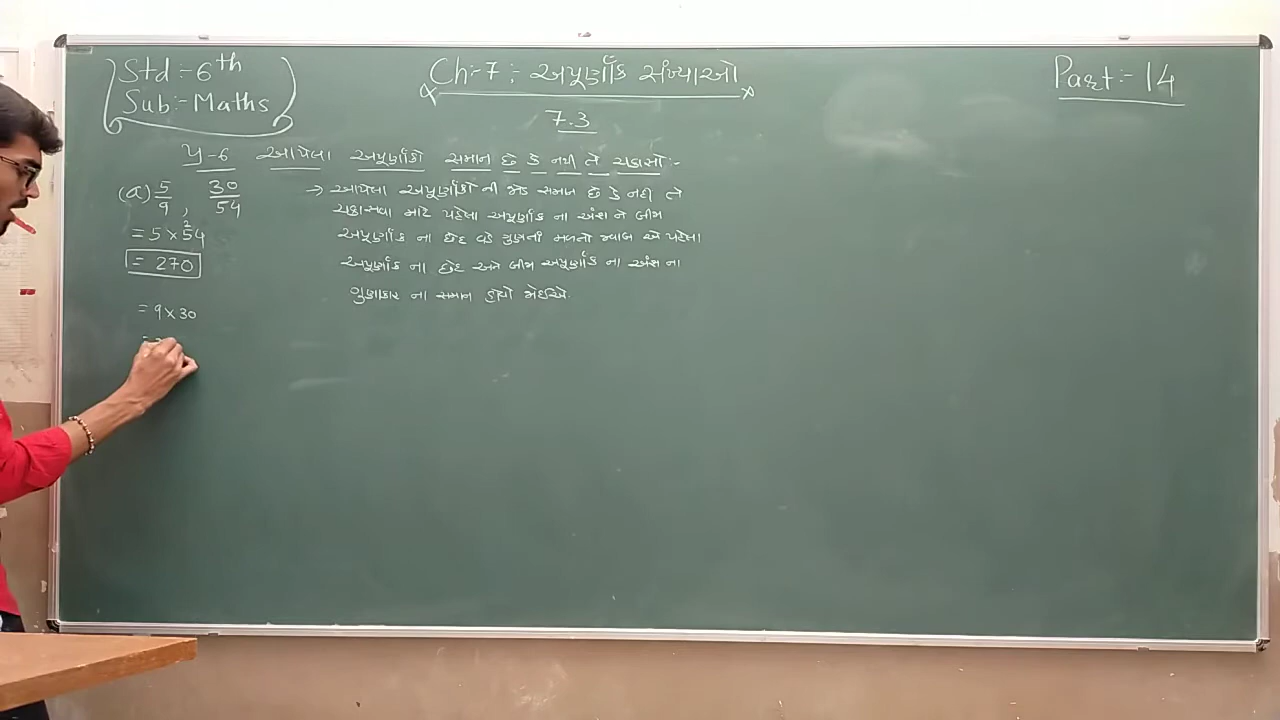 Std :- 6th
Sub :- Maths
Ch:- 7 : અપૂર્ણાંક સંખ્યાઓ
Part :- 14
7.3
પ્ર-6 આપેલા અપૂર્ણાંકો સમાન છે કે નથી તે ચકાસો:-
(a) 5/9 , 30/54
= 5 × 54
= 270
= 9 × 30
→ આપેલા અપૂર્ણાંકો ની જોડ સમાન છે કે નહી તે
ચકાસવા માટે પહેલા અપૂર્ણાંક ના અંશ ને બીજા
અપૂર્ણાંક ના છેદ વડે ગુણતાં મળતો જવાબ એ પહેલા
અપૂર્ણાંક ના છેદ અને બીજા અપૂર્ણાંક ના અંશ ના
ગુણાકાર ના સમાન હોવો જોઈએ.